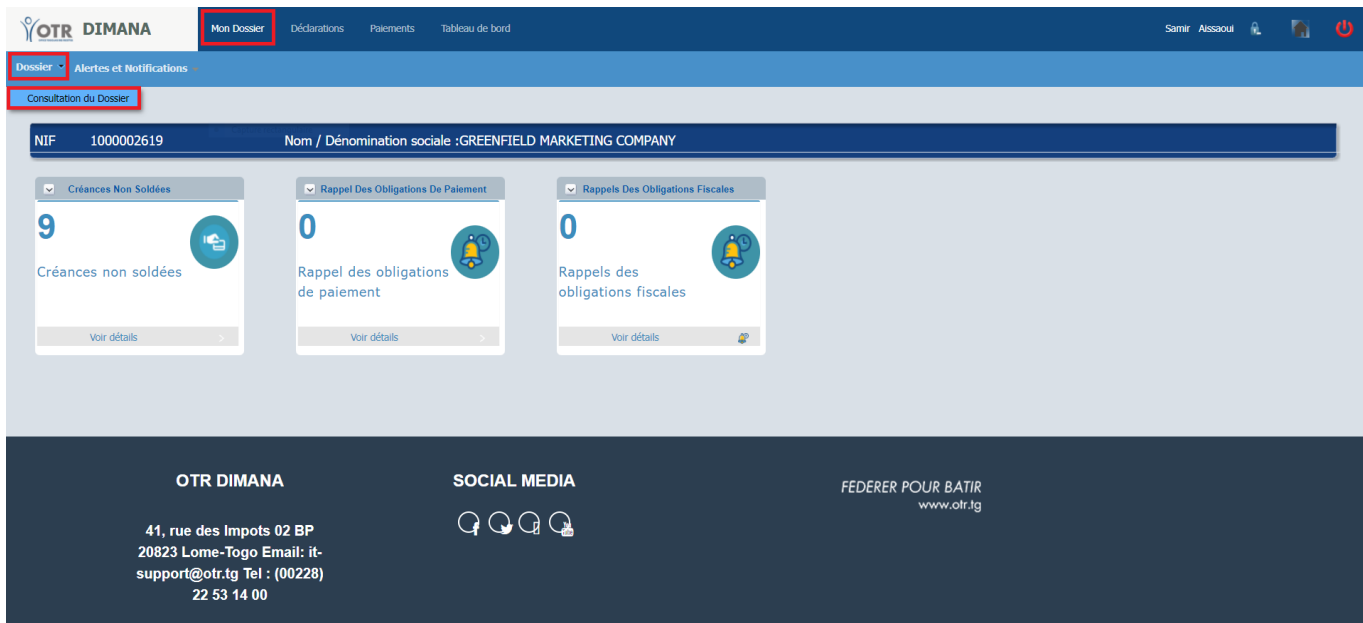 OTR DIMANA
Mon Dossier Déclarations Paiements Tableau de bord Samir Aissaoui
Dossier Alertes et Notifications
Consultation du Dossier
NIF 1000002619 Nom / Dénomination sociale :GREENFIELD MARKETING COMPANY
Créances Non Soldées
9
Créances non soldées
Voir détails
Rappel Des Obligations De Paiement
0
Rappel des obligations
de paiement
Voir détails
Rappels Des Obligations Fiscales
0
Rappels des
obligations fiscales
Voir détails
OTR DIMANA
41, rue des Impots 02 BP
20823 Lome-Togo Email: it-
support@otr.tg Tel : (00228)
22 53 14 00
SOCIAL MEDIA
FEDERER POUR BATIR
www.otr.tg